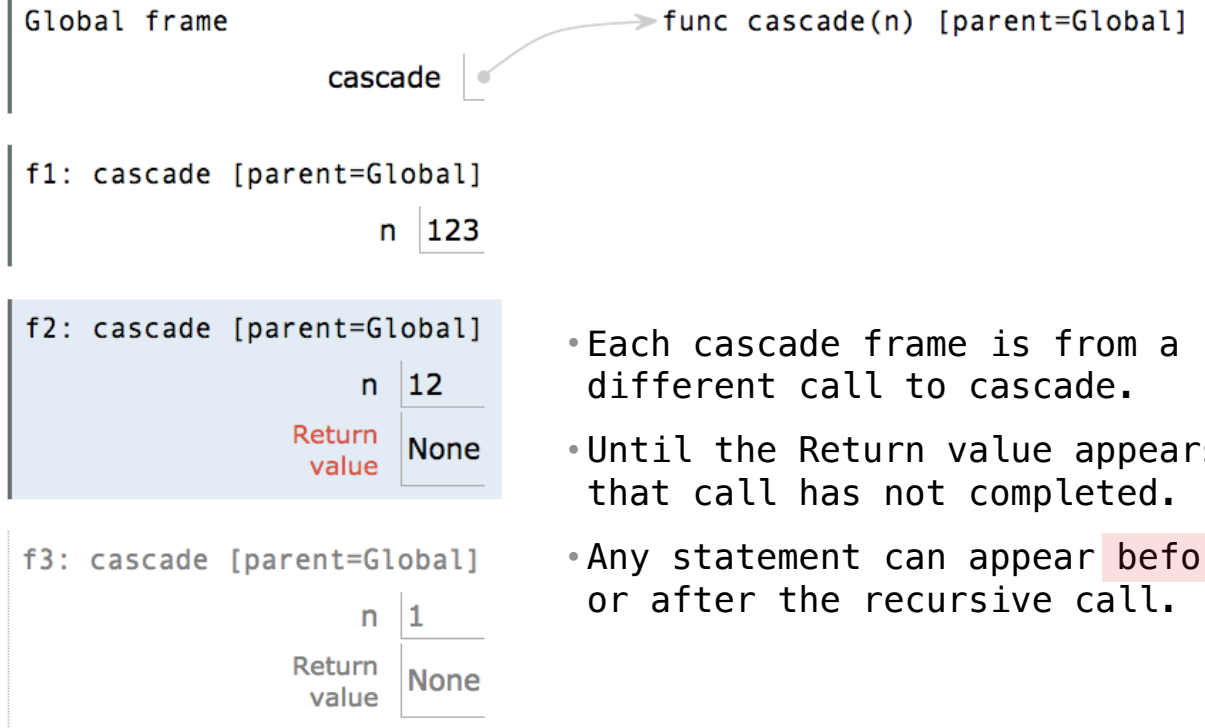 Global frame
func cascade(n) [parent=Global]
cascade
f1: cascade [parent=Global]
n 123
f2: cascade [parent=Global]
n 12
Return
value None
f3: cascade [parent=Global]
n 1
Return
value None
•Each cascade frame is from a
different call to cascade.
•Until the Return value appears
that call has not completed.
•Any statement can appear befo
or after the recursive call.